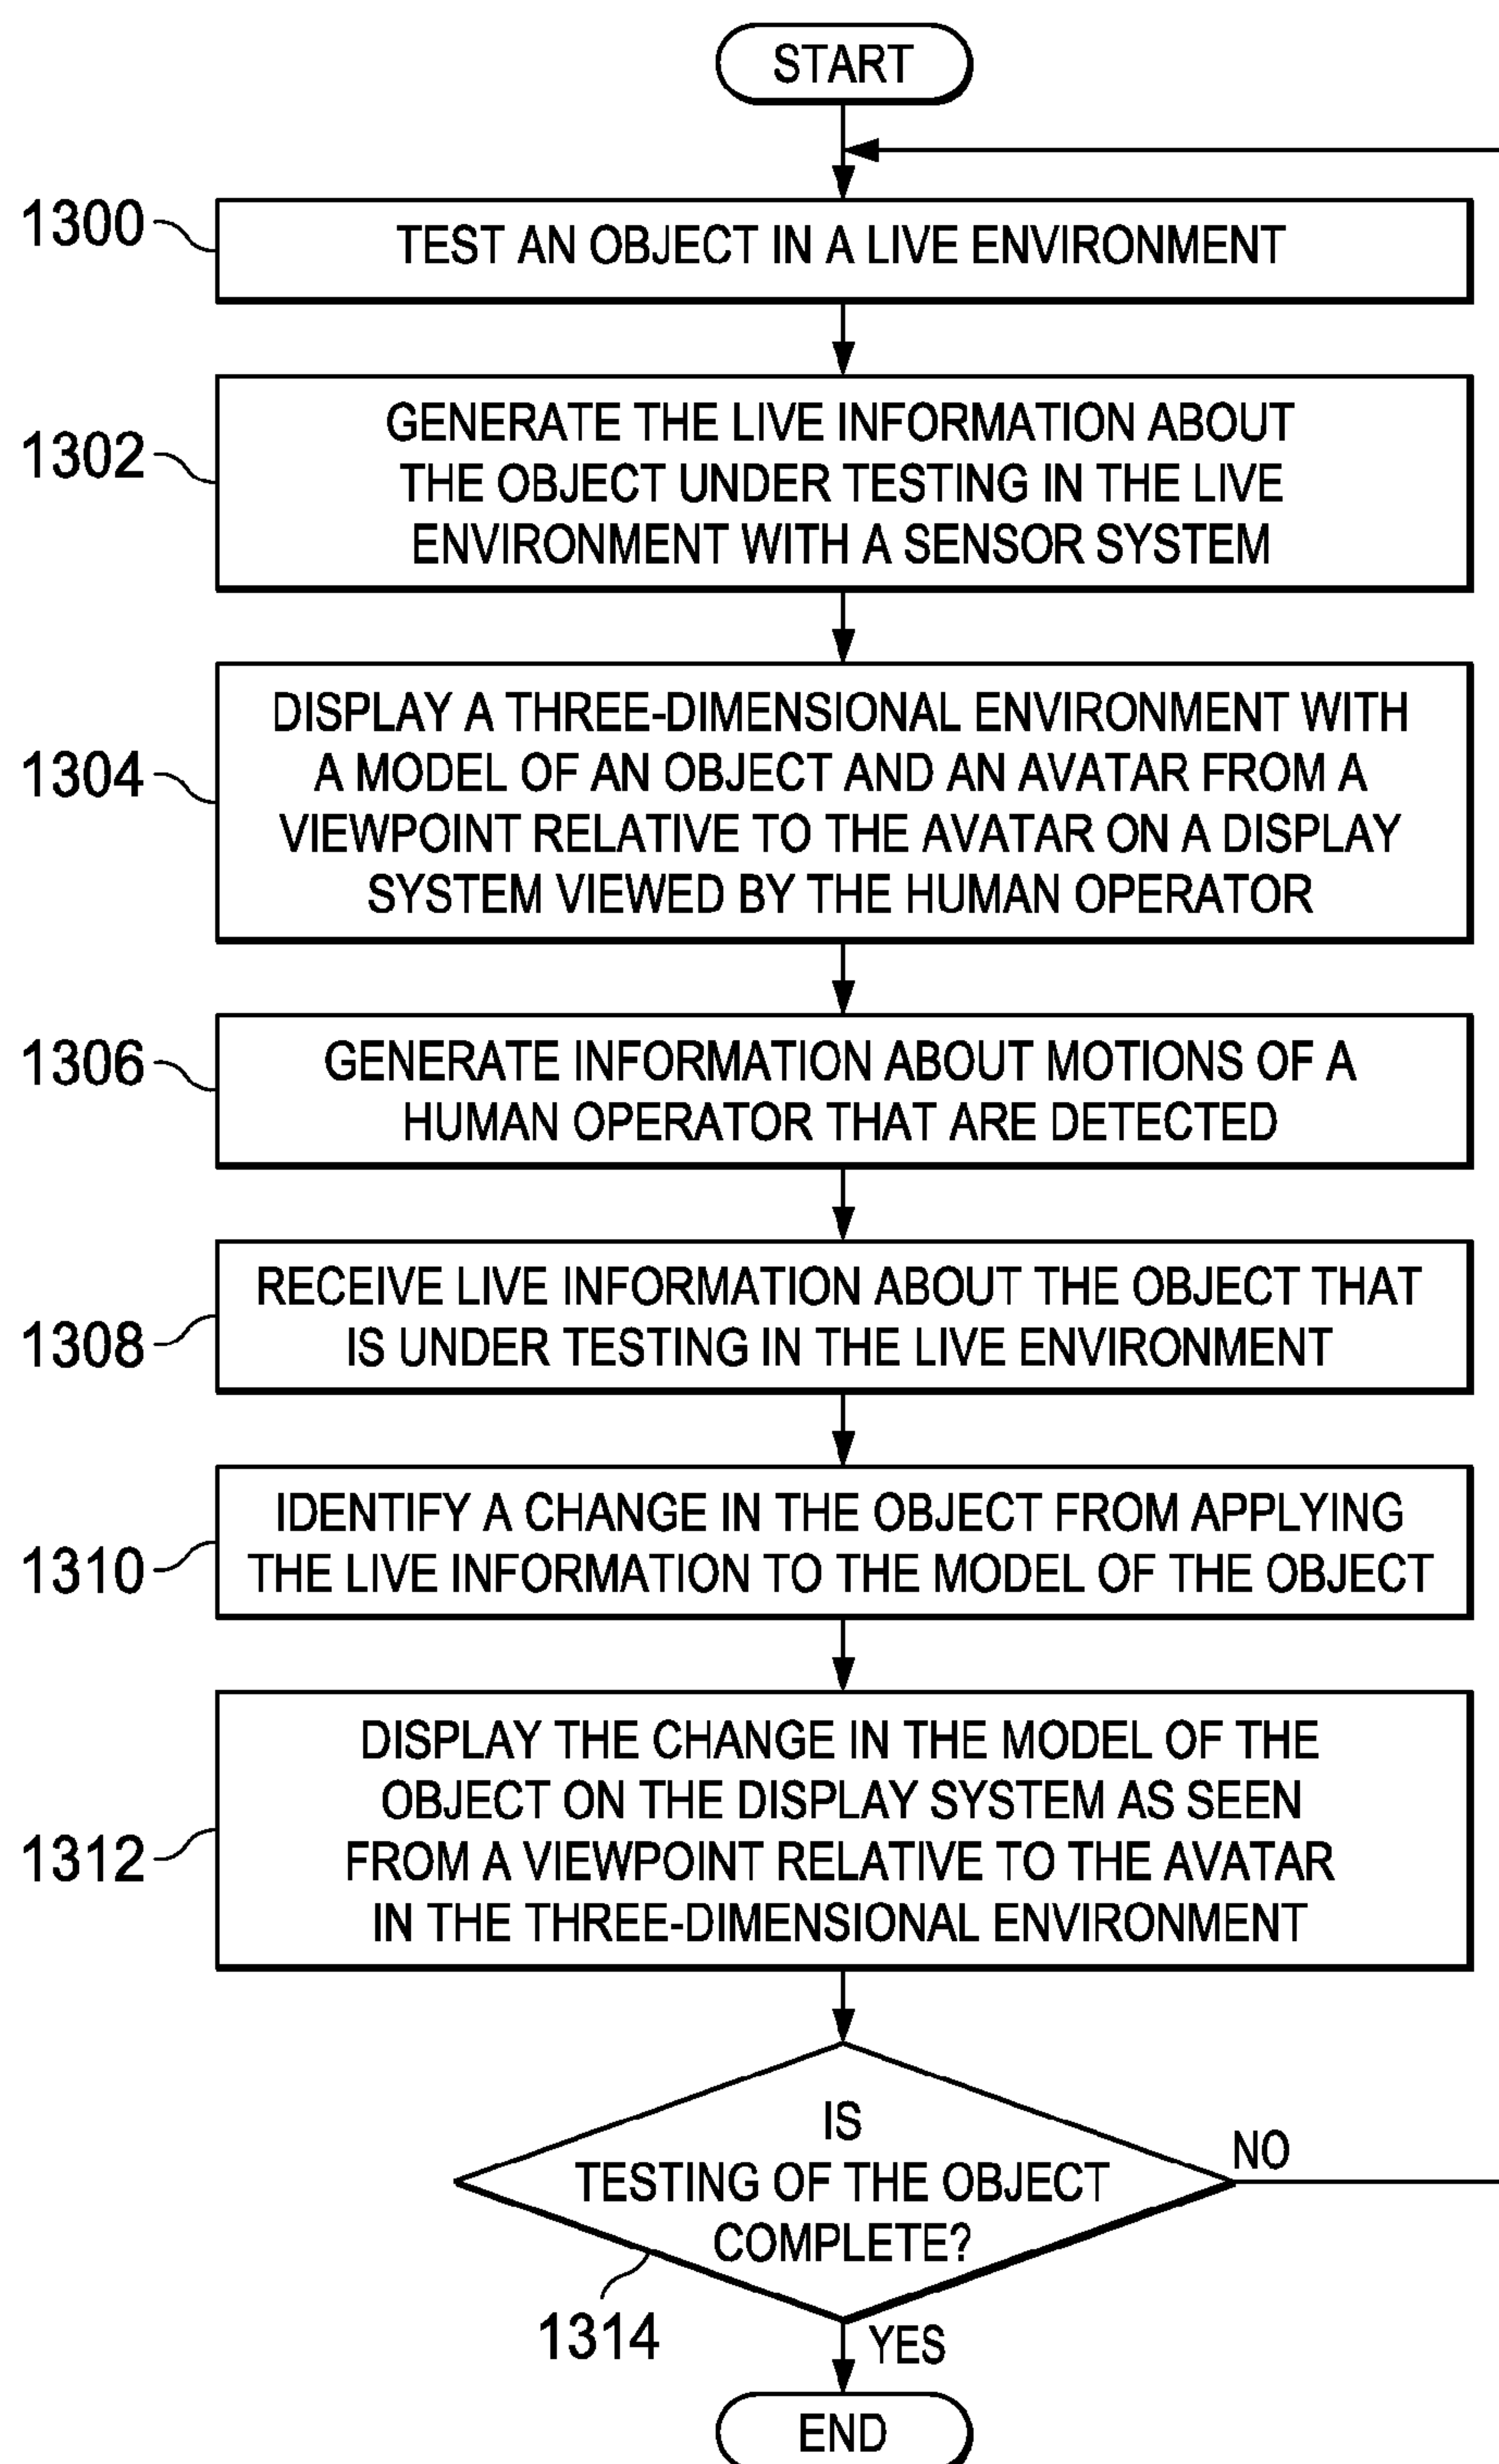 START
1300
TEST AN OBJECT IN A LIVE ENVIRONMENT
1302
GENERATE THE LIVE INFORMATION ABOUT
THE OBJECT UNDER TESTING IN THE LIVE
ENVIRONMENT WITH A SENSOR SYSTEM
1304
DISPLAY A THREE-DIMENSIONAL ENVIRONMENT WITH
A MODEL OF AN OBJECT AND AN AVATAR FROM A
VIEWPOINT RELATIVE TO THE AVATAR ON A DISPLAY
SYSTEM VIEWED BY THE HUMAN OPERATOR
1306
GENERATE INFORMATION ABOUT MOTIONS OF A
HUMAN OPERATOR THAT ARE DETECTED
1308
RECEIVE LIVE INFORMATION ABOUT THE OBJECT THAT
IS UNDER TESTING IN THE LIVE ENVIRONMENT
1310
IDENTIFY A CHANGE IN THE OBJECT FROM APPLYING
THE LIVE INFORMATION TO THE MODEL OF THE OBJECT
1312
DISPLAY THE CHANGE IN THE MODEL OF THE
OBJECT ON THE DISPLAY SYSTEM AS SEEN
FROM A VIEWPOINT RELATIVE TO THE AVATAR
IN THE THREE-DIMENSIONAL ENVIRONMENT
IS
TESTING OF THE OBJECT
COMPLETE?
NO
1314
YES
END